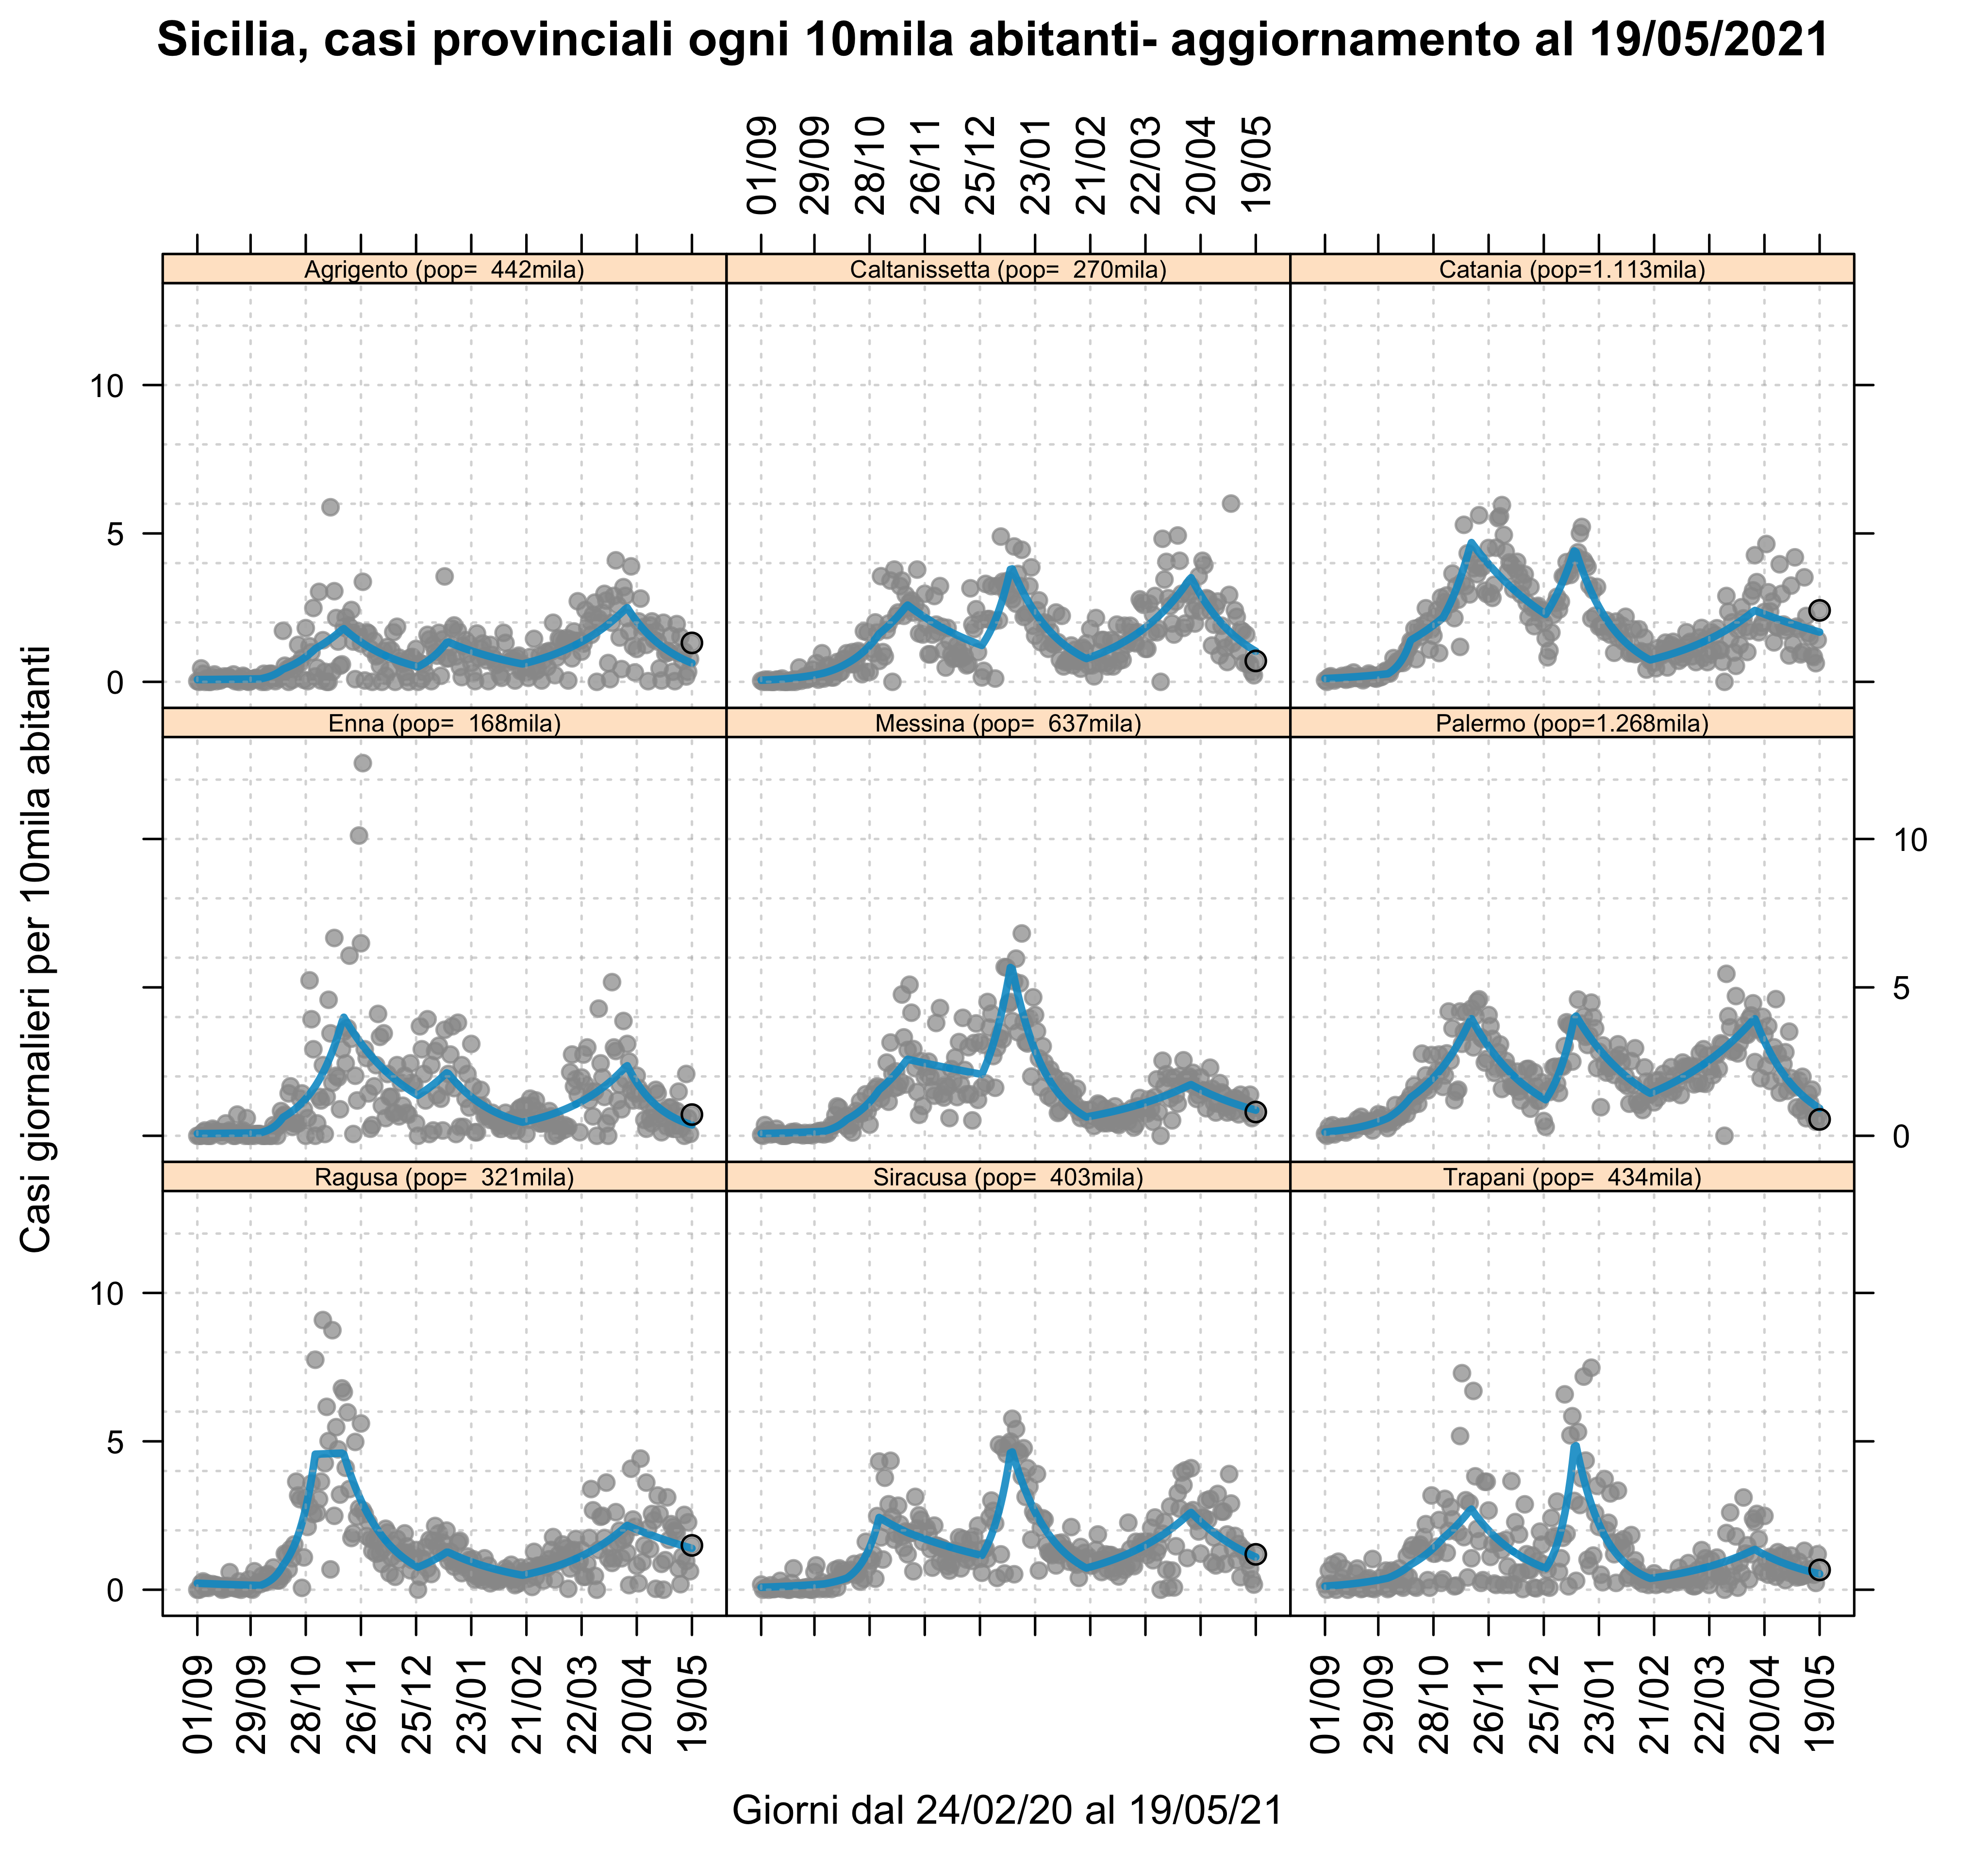 Sicilia, casi provinciali ogni 10mila abitanti- aggiornamento al 19/05/2021
01/09 29/09 28/10 26/11 25/12 23/01 21/02 22/03 20/04 19/05
Agrigento (pop=  442mila)
Caltanissetta (pop=  270mila)
Catania (pop=1.113mila)
10
5
0
Enna (pop=  168mila)
Messina (pop=  637mila)
Palermo (pop=1.268mila)
10
5
0
Ragusa (pop=  321mila)
Siracusa (pop=  403mila)
Trapani (pop=  434mila)
10
5
0
Casi giornalieri per 10mila abitanti
01/09 29/09 28/10 26/11 25/12 23/01 21/02 22/03 20/04 19/05
01/09 29/09 28/10 26/11 25/12 23/01 21/02 22/03 20/04 19/05
Giorni dal 24/02/20 al 19/05/21